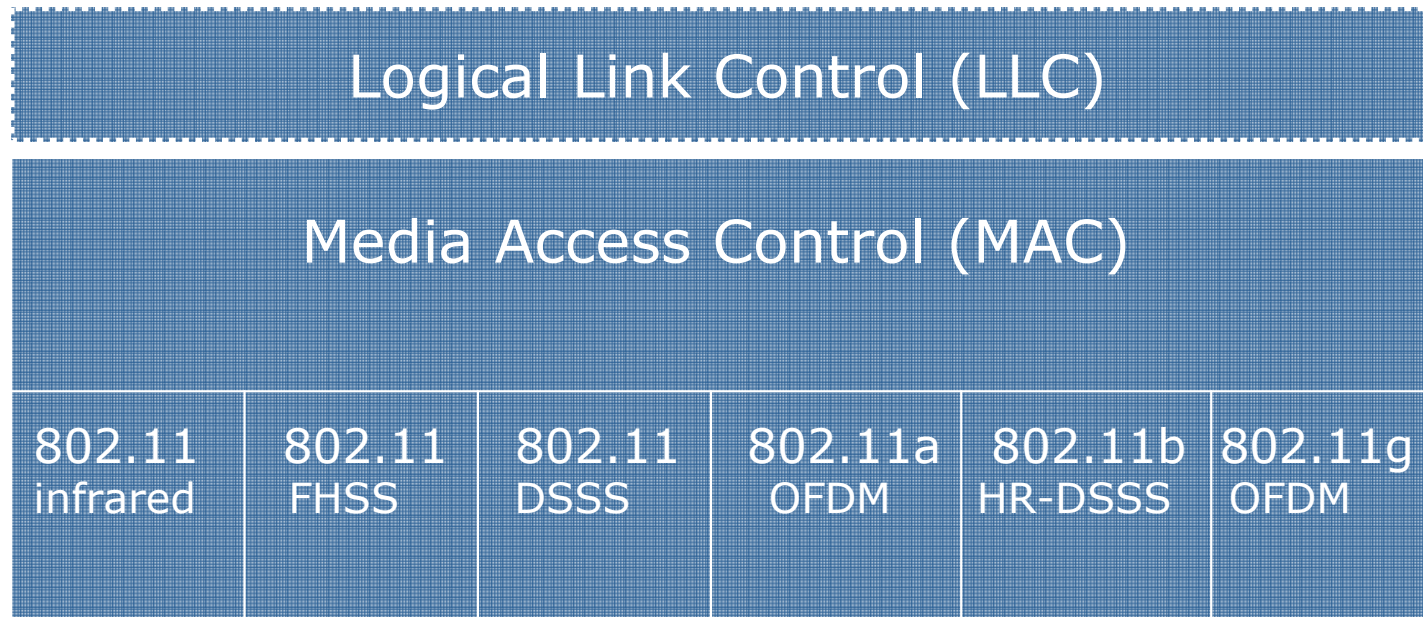 Logical Link Control (LLC)
Media Access Control (MAC)
802.11
infrared
802.11
FHSS
802.11
DSSS
802.11a
OFDM
802.11b
HR-DSSS
802.11g
OFDM